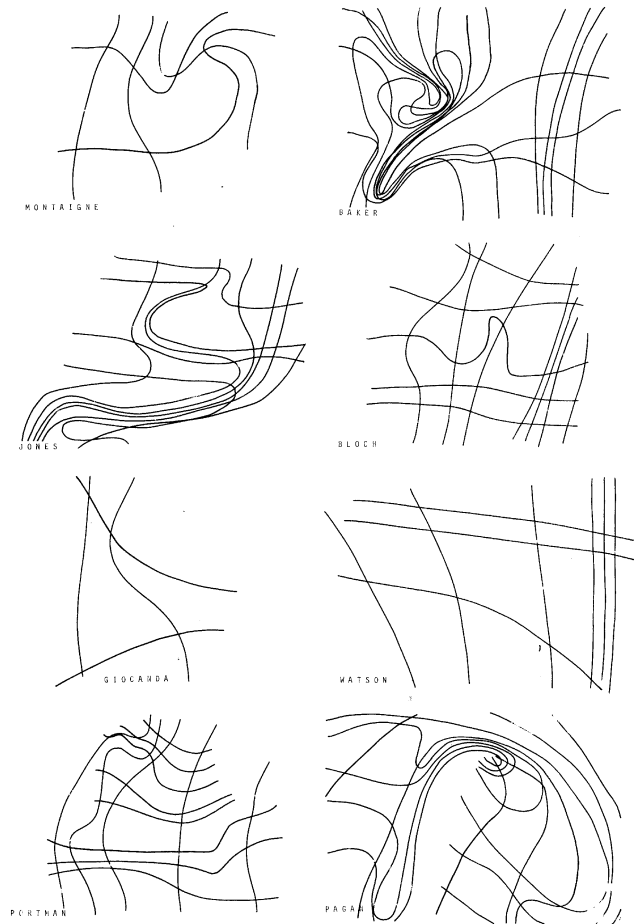 MONTAIGNE
BAKER
JONES
BLOCH
GIOCANDA
WATSON
PORTMAN
PAGAN